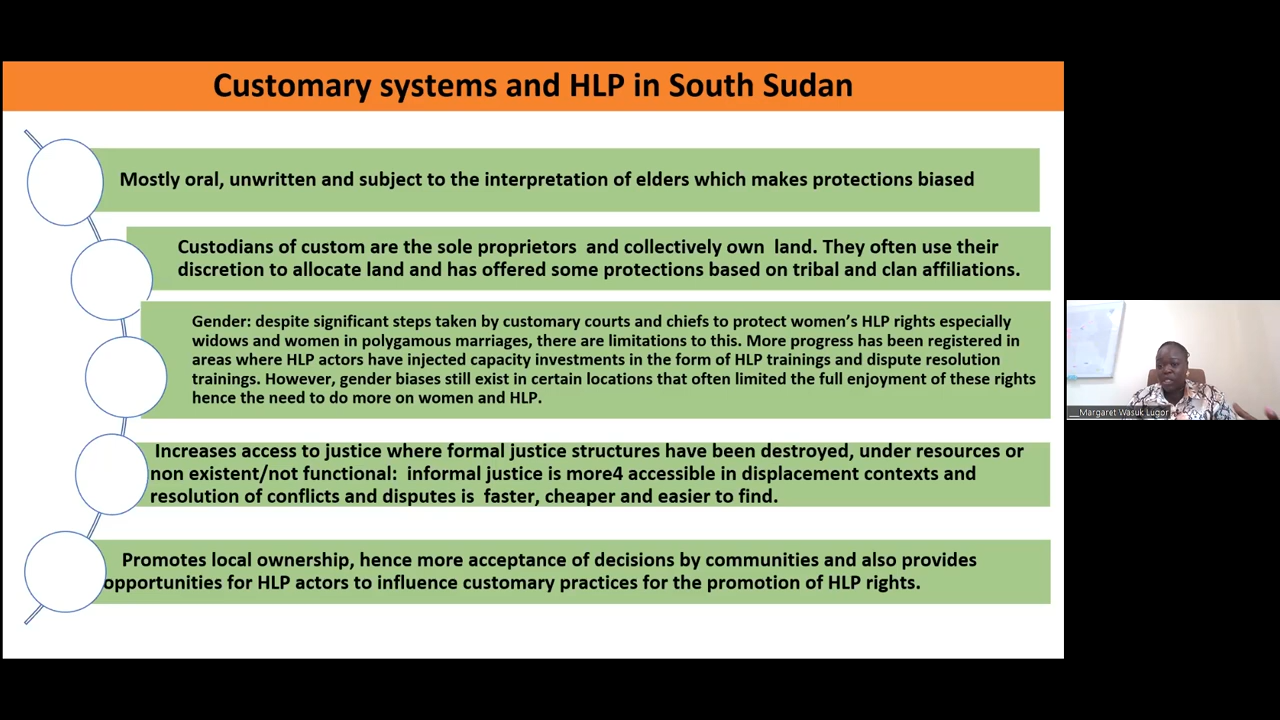 Customary systems and HLP in South Sudan
Mostly oral, unwritten and subject to the interpretation of elders which makes protections biased
Custodians of custom are the sole proprietors and collectively own land. They often use their
discretion to allocate land and has offered some protections based on tribal and clan affiliations.
Gender: despite significant steps taken by customary courts and chiefs to protect women's HLP rights especially
widows and women in polygamous marriages, there are limitations to this. More progress has been registered in
areas where HLP actors have injected capacity investments in the form of HLP trainings and dispute resolution
trainings. However, gender biases still exist in certain locations that often limited the full enjoyment of these rights
hence the need to do more on women and HLP.
Increases access to justice where formal justice structures have been destroyed, under resources or
non existent/not functional: informal justice is more4 accessible in displacement contexts and
resolution of conflicts and disputes is faster, cheaper and easier to find.
Promotes local ownership, hence more acceptance of decisions by communities and also provides
opportunities for HLP actors to influence customary practices for the promotion of HLP rights.
__Margaret Wasuk Lugor